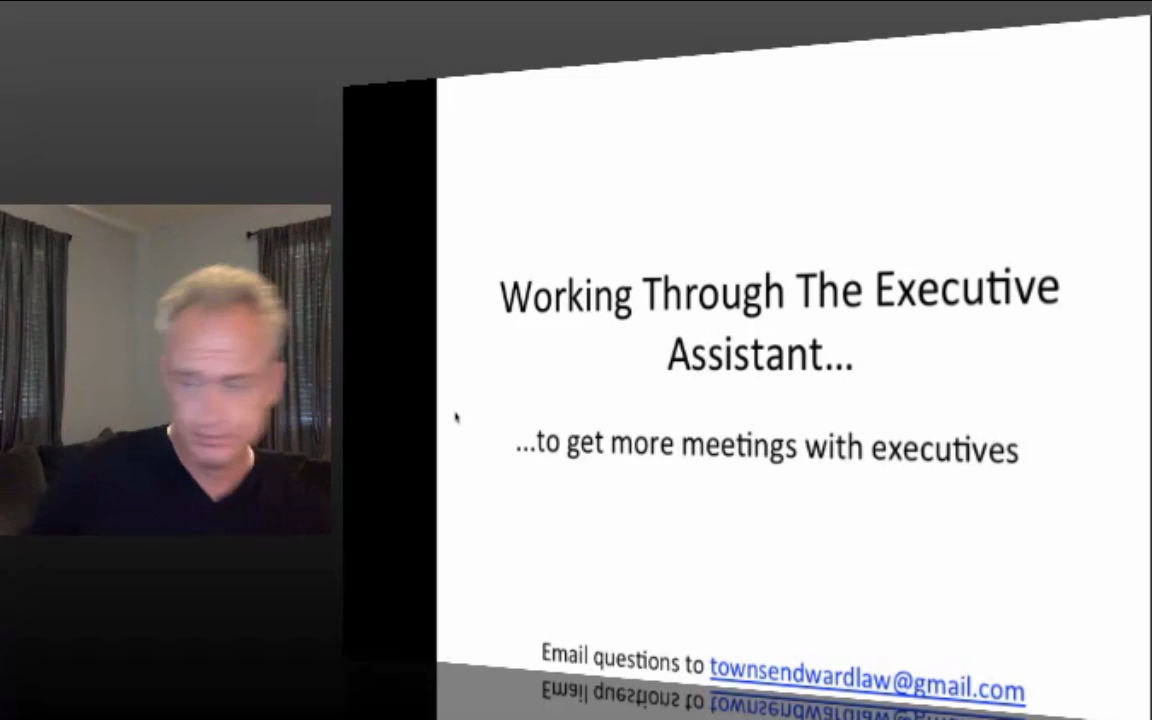 Working Through The Executive
Assistant...
...to get more meetings with executives
Email questions to townsendwardlaw@gmail.com